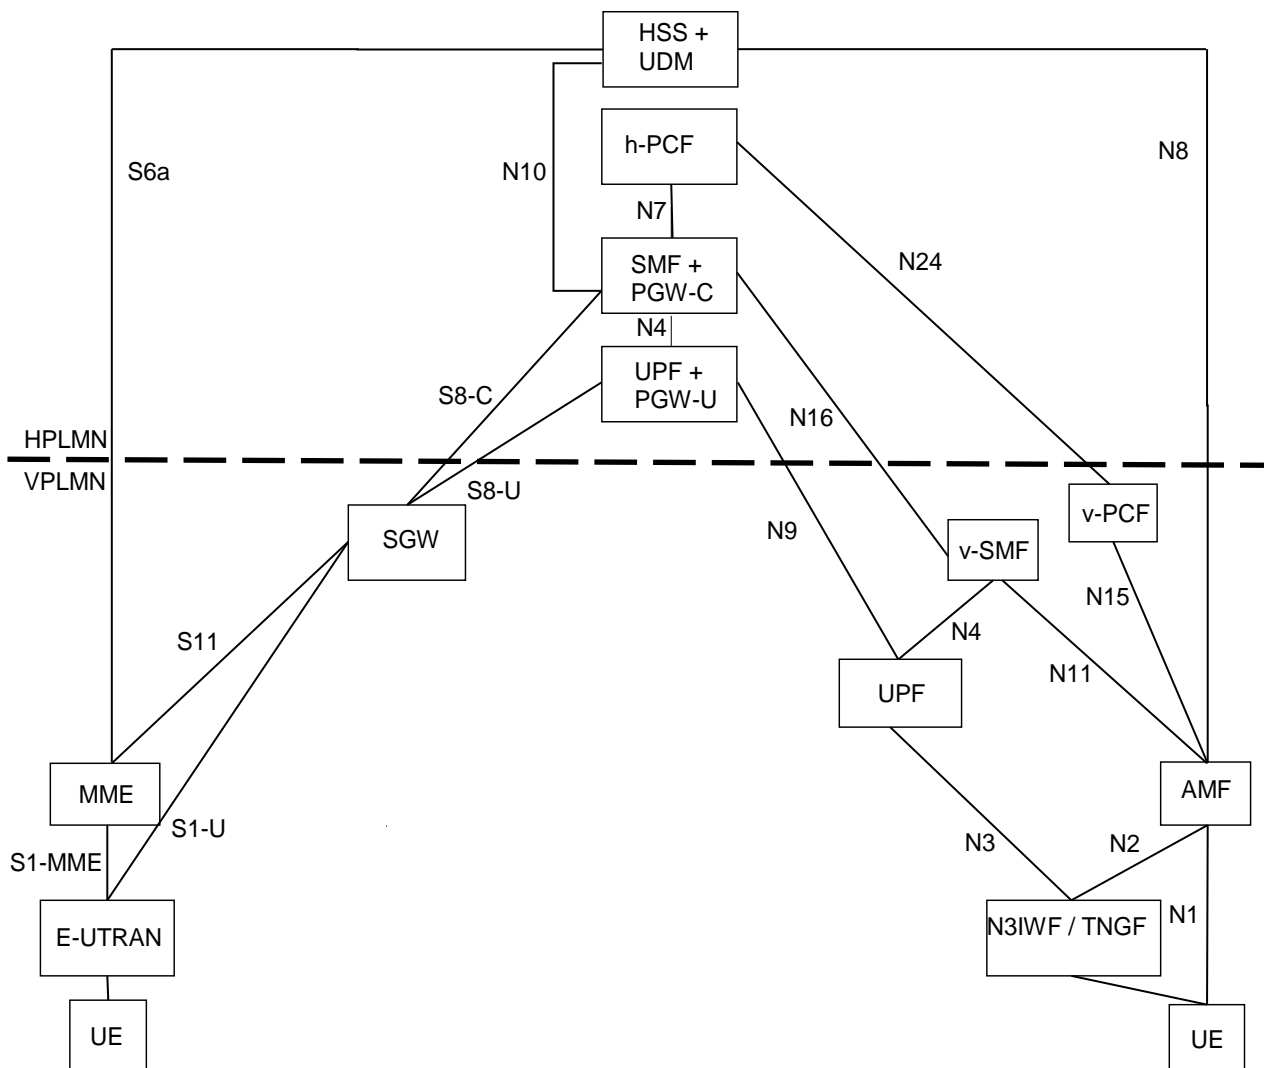 HSS +
UDM
h-PCF
S6a
N10
N8
N7
N24
SMF +
PGW-C
N4
UPF +
PGW-U
S8-C
N16
HPLMN
VPLMN
S8-U
v-PCF
SGW
N9
v-SMF
N15
S11
N4
N11
UPF
MME
AMF
S1-U
S1-MME
N3
N2
N1
E-UTRAN
N3IWF / TNGF
UE
UE